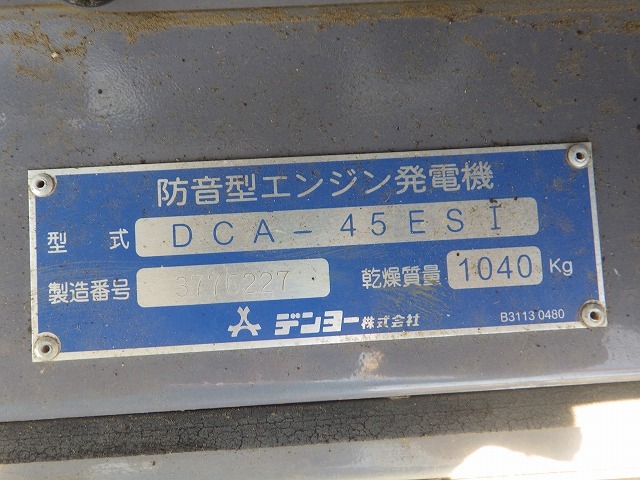 防音型エンジン発電機
型 式 DCA-45ESI
製造番号 3775227 乾燥質量 1040 Kg
デンヨー株式会社 B3113 0480